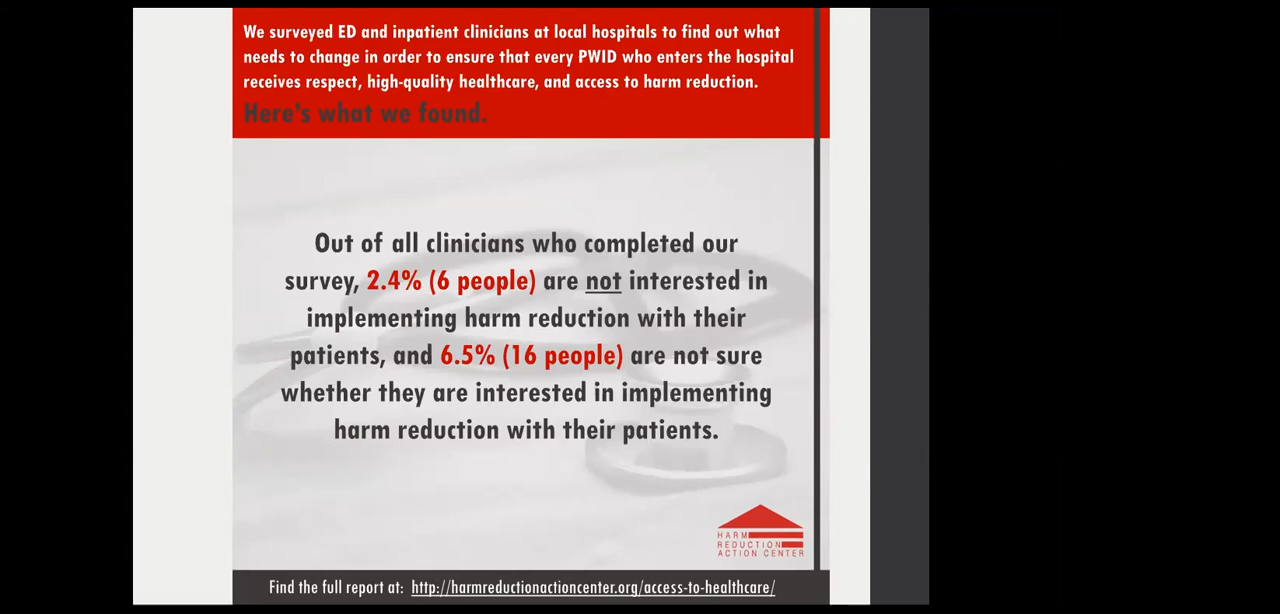 We surveyed ED and inpatient clinicians at local hospitals to find out what
needs to change in order to ensure that every PWID who enters the hospital
receives respect, high-quality healthcare, and access to harm reduction.
Here's what we found.
Out of all clinicians who completed our
survey, 2.4% (6 people) are not interested in
implementing harm reduction with their
patients, and 6.5% (16 people) are not sure
whether they are interested in implementing
harm reduction with their patients.
HARM
REDUCTION
ACTION CENTER
Find the full report at: http://harmreductionactioncenter.org/access-to-healthcare/